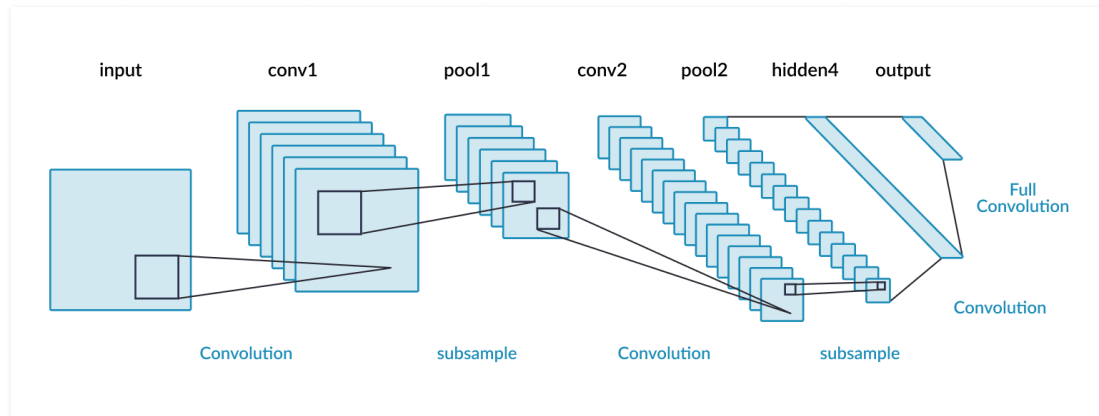 input conv1 pool1 conv2 pool2 hidden4 output
Full
Convolution
Convolution
Convolution subsample Convolution subsample